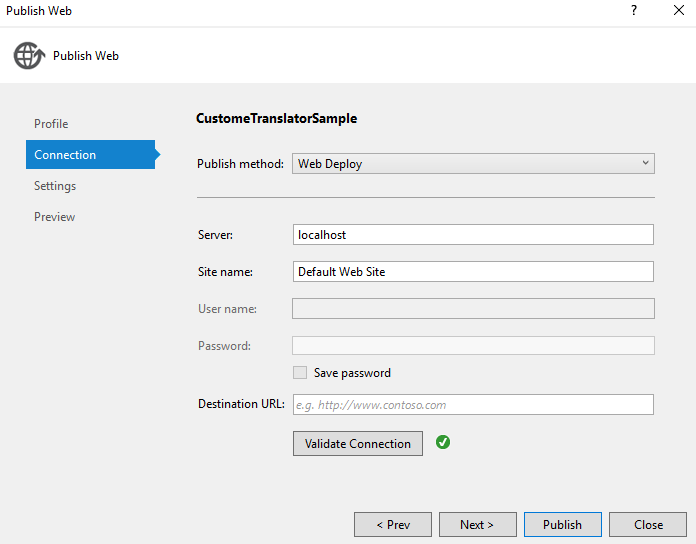 Publish Web
?
Publish Web
Profile
Connection
Settings
Preview
CustomeTranslatorSample
Publish method: Web Deploy
Server: localhost
Site name: Default Web Site
User name:
Password:
Save password
Destination URL: e.g. http://www.contoso.com
Validate Connection
< Prev Next > Publish Close